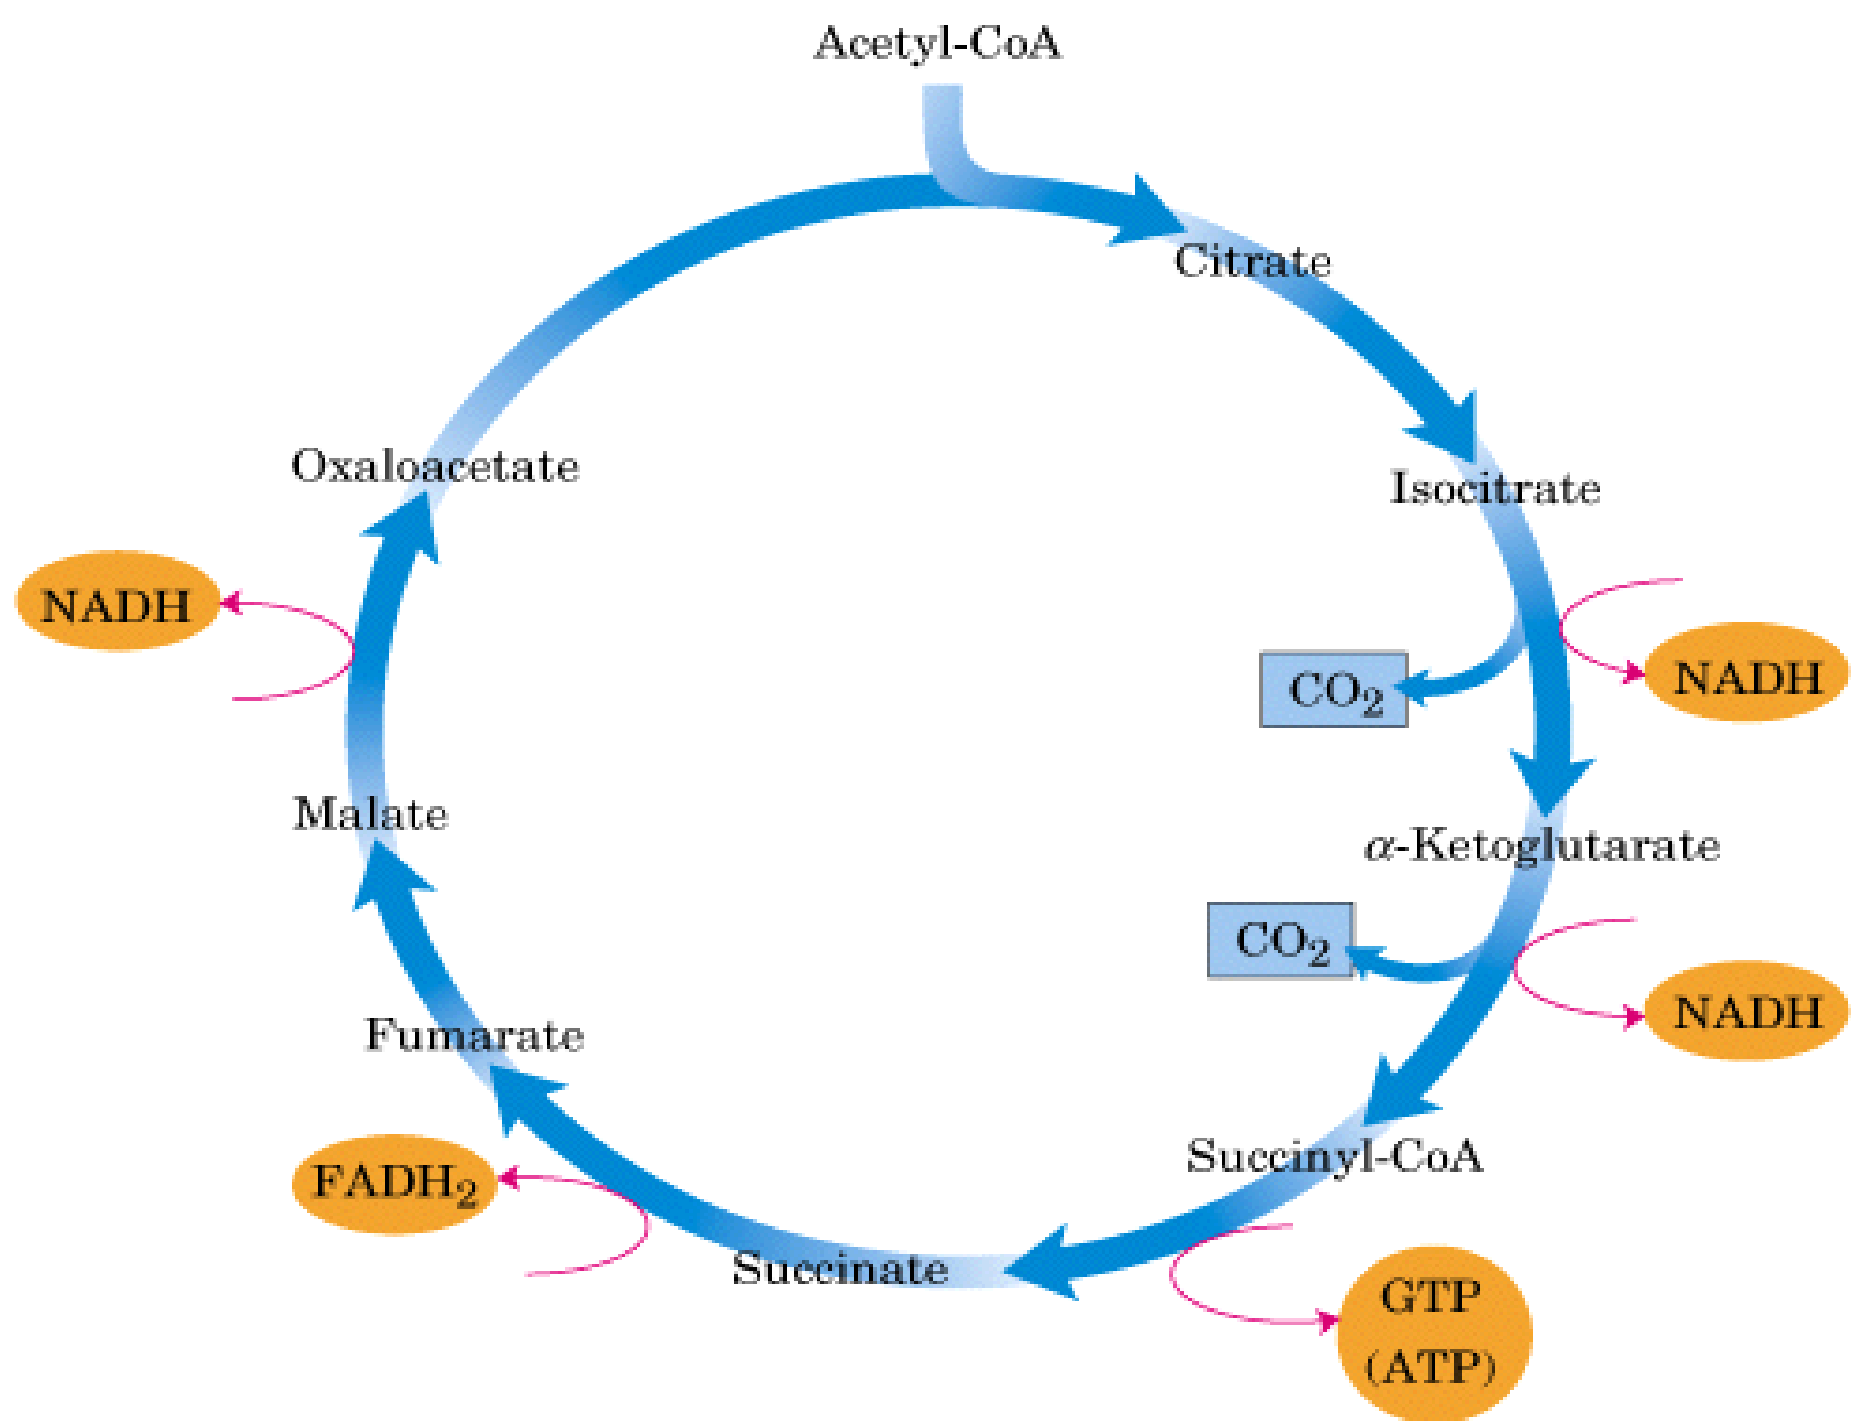 Acetyl-CoA
Citrate
Oxaloacetate
Isocitrate
NADH
NADH
CO₂
Malate
α-Ketoglutarate
CO₂
NADH
Fumarate
Succinyl-CoA
FADH₂
Succinate
GTP
(ATP)